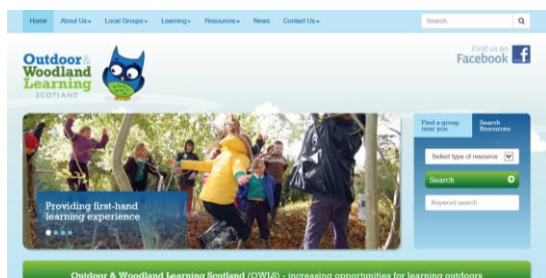 Home About Us Local Groups Learning Resources News Contact Us Search
Outdoor &
Woodland
Learning
SCOTLAND
Find us on
Facebook f
Find a group
near you
Search
Resources
Select type of resource
Search
Keyword search
Providing first-hand
learning experience
Outdoor & Woodland Learning Scotland (OWLS) - increasing opportunities for learning outdoors